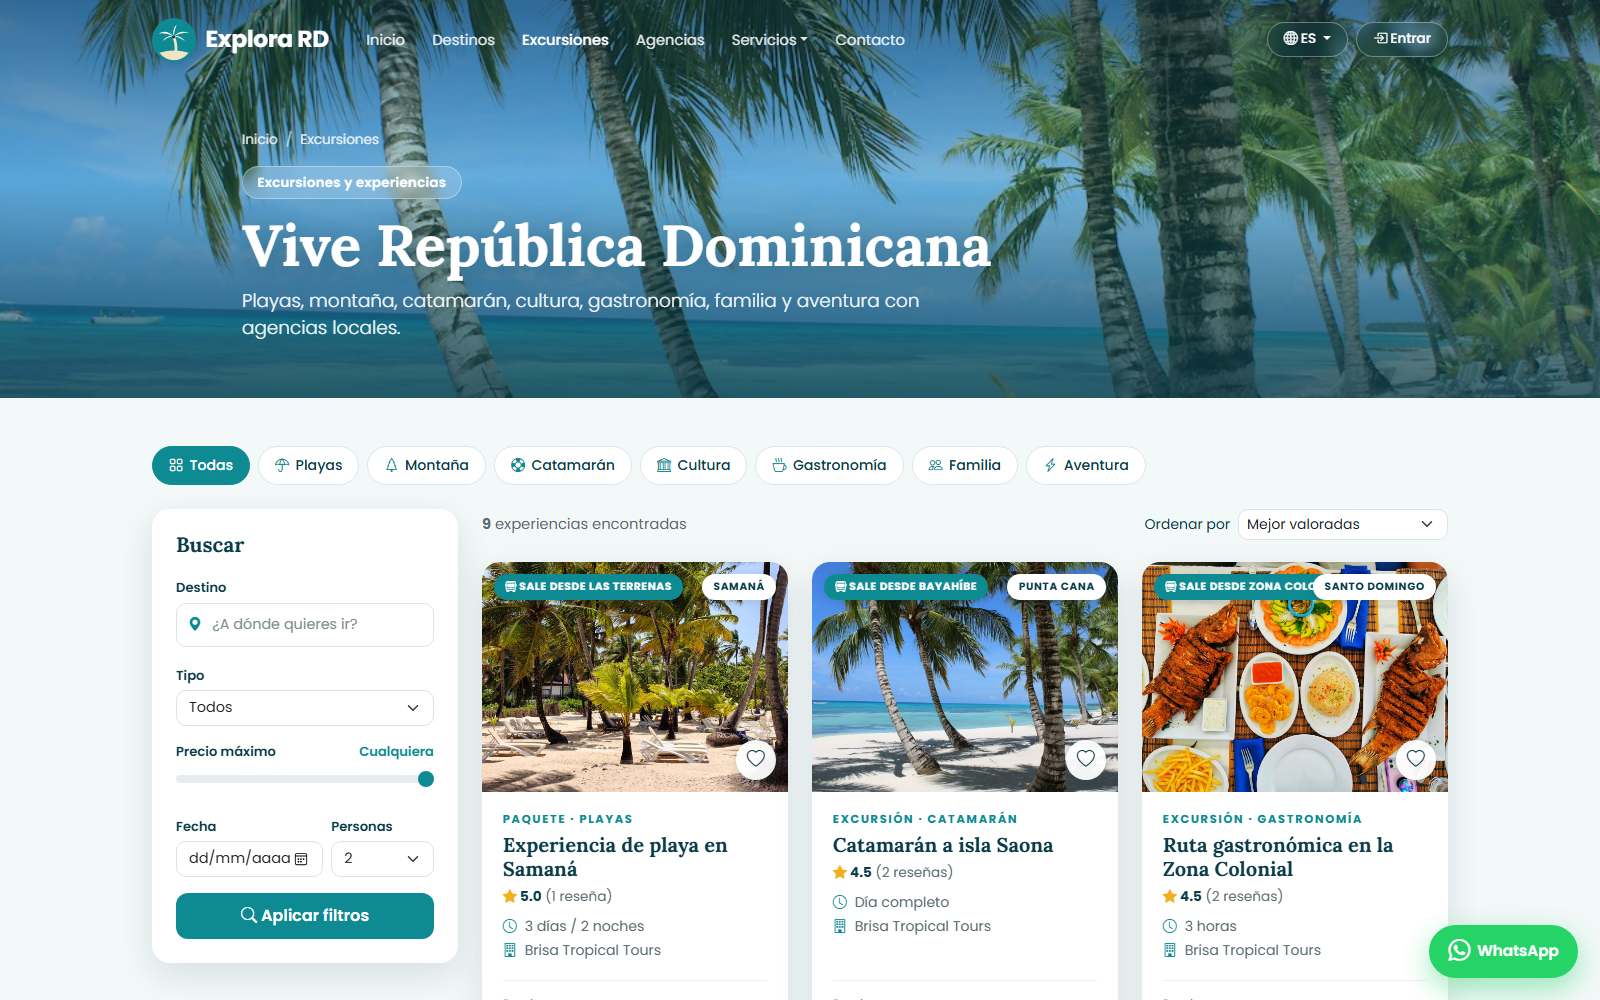 Explora RD
Inicio
Destinos
Excursiones
Agencias
Servicios
Contacto
ES
Entrar
Inicio / Excursiones
Excursiones y experiencias
Vive República Dominicana
Playas, montaña, catamarán, cultura, gastronomía, familia y aventura con
agencias locales.
Todas
Playas
Montaña
Catamarán
Cultura
Gastronomía
Familia
Aventura
Buscar
Destino
¿A dónde quieres ir?
Tipo
Todos
Precio máximo
Cualquiera
Fecha
Personas
dd/mm/aaaa
2
Aplicar filtros
9 experiencias encontradas
Ordenar por
Mejor valoradas
SALE DESDE LAS TERRENAS
SAMANÁ
PAQUETE · PLAYAS
Experiencia de playa en
Samaná
5.0 (1 reseña)
3 días / 2 noches
Brisa Tropical Tours
SALE DESDE BAYAHÍBE
PUNTA CANA
EXCURSIÓN · CATAMARÁN
Catamarán a isla Saona
4.5 (2 reseñas)
Día completo
Brisa Tropical Tours
SALE DESDE ZONA COLO
SANTO DOMINGO
EXCURSIÓN · GASTRONOMÍA
Ruta gastronómica en la
Zona Colonial
4.5 (2 reseñas)
3 horas
Brisa Tropical Tours
WhatsApp